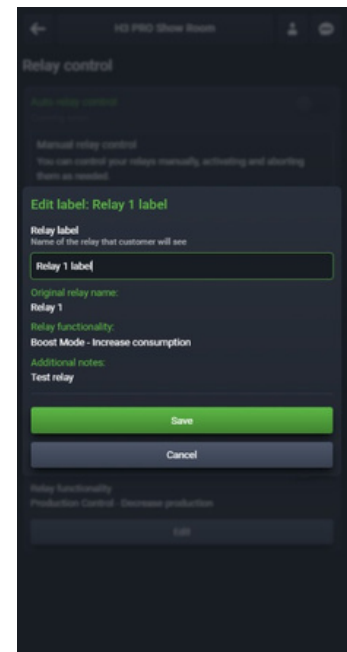 H3 PRO Show Room
Relay control
Auto relay control
Manual relay control
You can control your relays manually, activating and aborting
them as needed.
Edit label: Relay 1 label
Relay label
Name of the relay that customer will see
Relay 1 label
Original relay name:
Relay 1
Relay functionality:
Boost Mode - Increase consumption
Additional notes:
Test relay
Save
Cancel
Relay functionality
Production Control - Decrease production
Edit